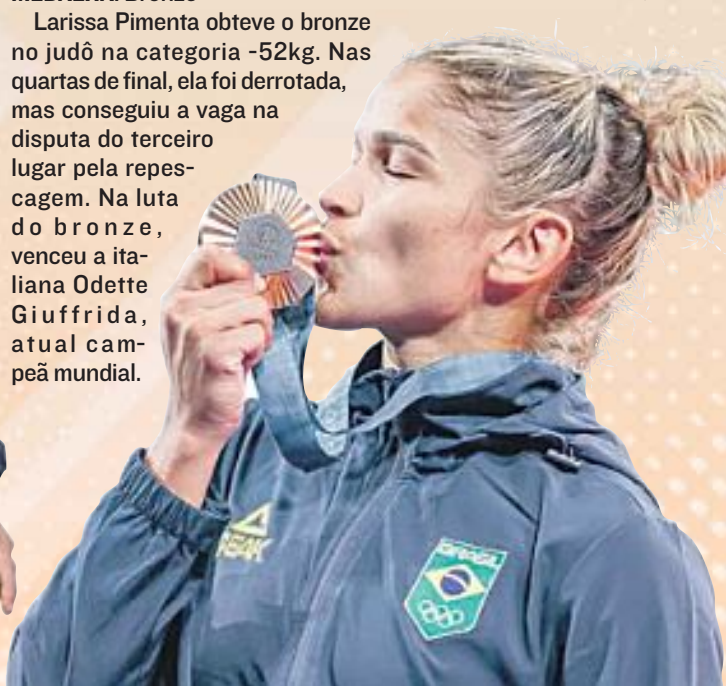 Larissa Pimenta obteve o bronze
no judô na categoria -52kg. Nas
quartas de final, ela foi derrotada,
mas conseguiu a vaga na
disputa do terceiro
lugar pela repes-
cagem. Na luta
do bronze,
venceu a ita-
liana Odette
Giuffrida,
atual cam-
peã mundial.
PEAK